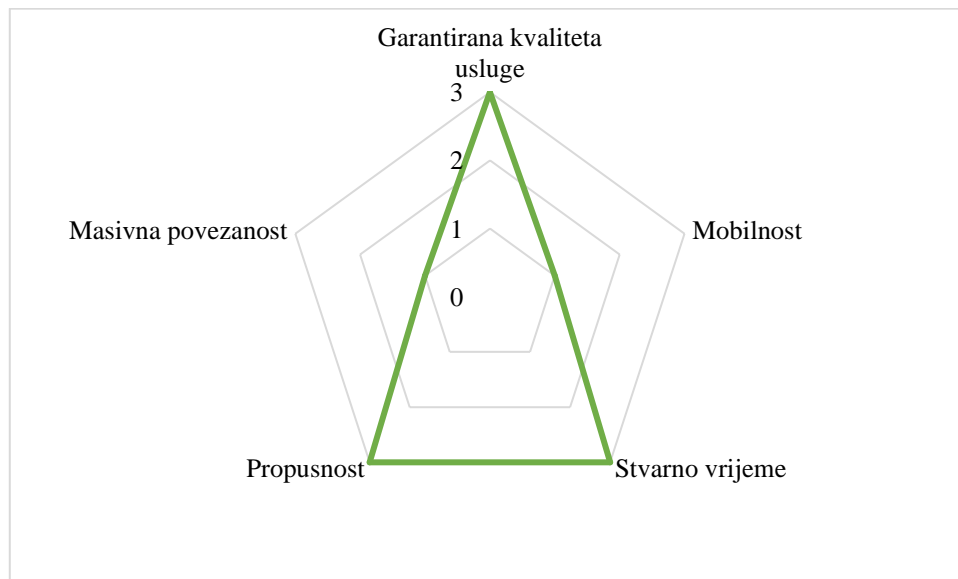 Garantirana kvaliteta
usluge
3
2
1
0
Masivna povezanost
Mobilnost
Propusnost
Stvarno vrijeme